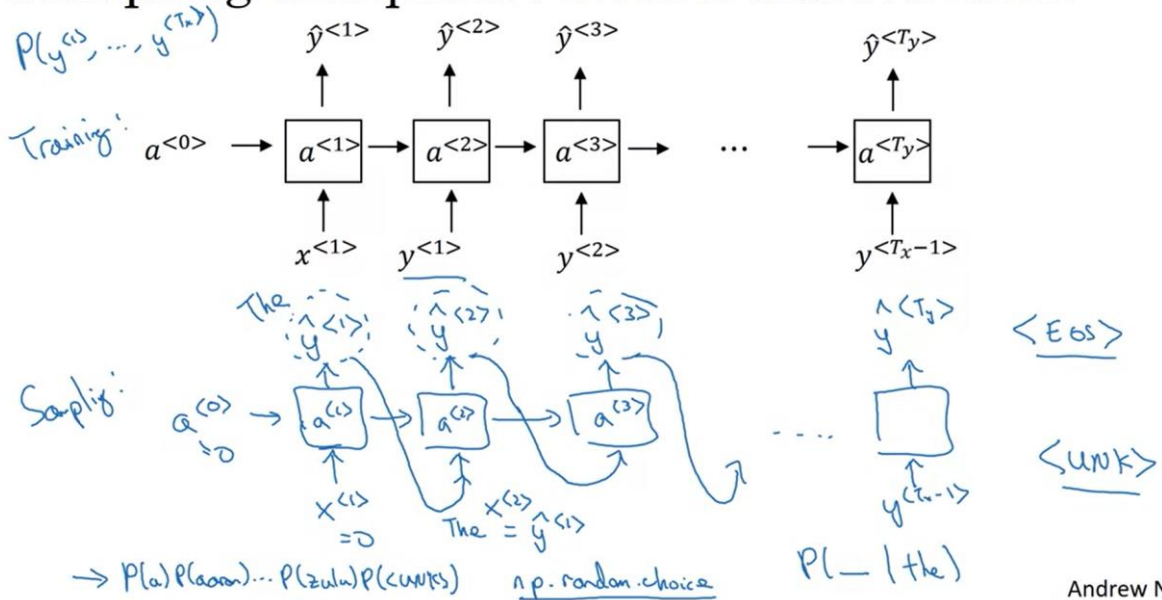 P(y^<1>, ..., y^<Tx>)
ŷ^<1> ŷ^<2> ŷ^<3> ŷ^<Ty>
Training:
a^<0> a^<1> a^<2> a^<3> ... a^<Ty>
x^<1> y^<1> y^<2> y^<Tx-1>
The ŷ^<1> ŷ^<2> ŷ^<3> ŷ^<Ty> <EOS>
Sampling:
a^<0> =0 a^<1> a^<2> a^<3> ....
<UNK>
x^<1> =0 The x^<2> = ŷ^<1> y^<Tx-1>
→ P(a)P(aaron)... P(zulu)P(<UNK>) np.random.choice P(_ | the)
Andrew N